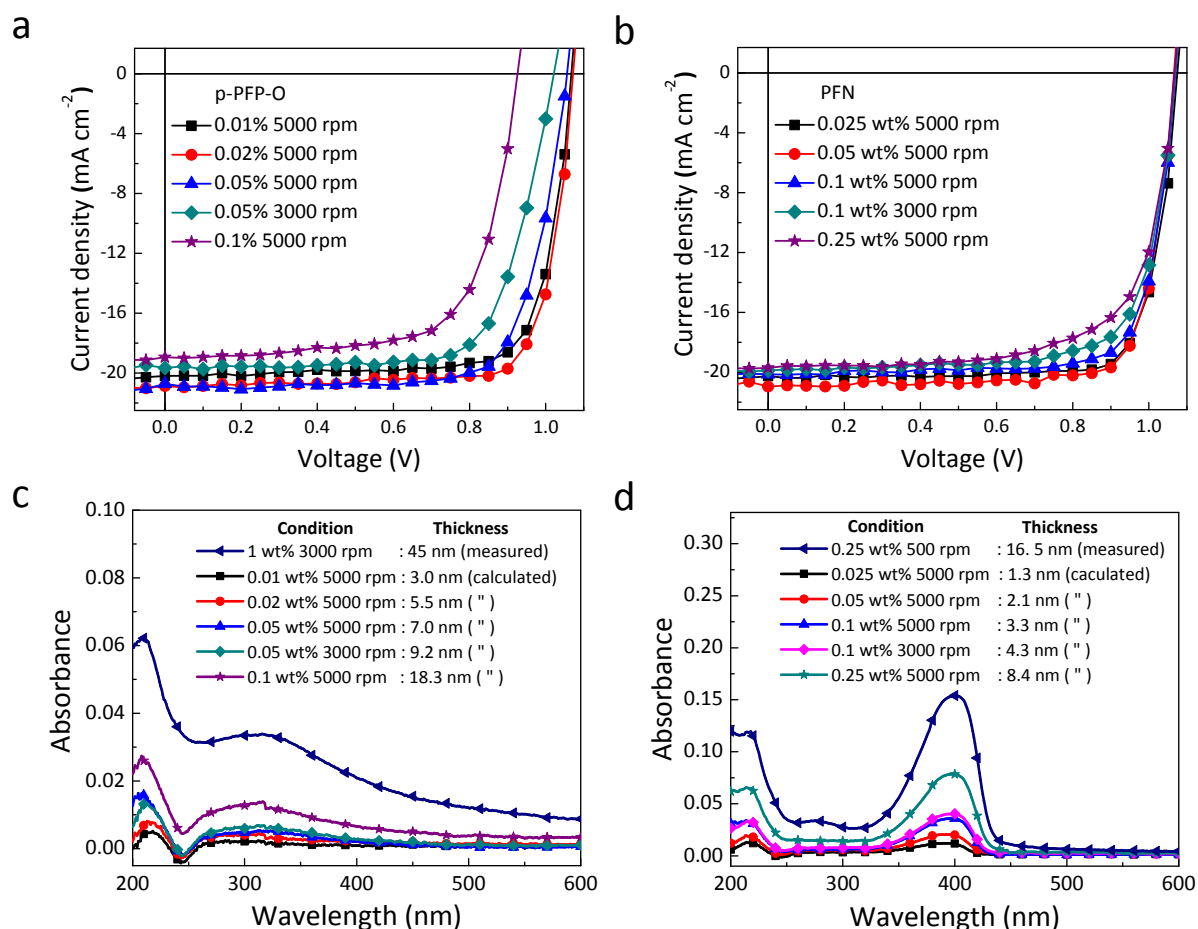 a
p-PFP-O
0.01% 5000 rpm
0.02% 5000 rpm
0.05% 5000 rpm
0.05% 3000 rpm
0.1% 5000 rpm
0
-4
-8
-12
-16
-20
0.0 0.2 0.4 0.6 0.8 1.0
Current density (mA cm⁻²)
Voltage (V)
b
PFN
0.025 wt% 5000 rpm
0.05 wt% 5000 rpm
0.1 wt% 5000 rpm
0.1 wt% 3000 rpm
0.25 wt% 5000 rpm
0
-4
-8
-12
-16
-20
0.0 0.2 0.4 0.6 0.8 1.0
Current density (mA cm⁻²)
Voltage (V)
c
Condition Thickness
1 wt% 3000 rpm : 45 nm (measured)
0.01 wt% 5000 rpm : 3.0 nm (calculated)
0.02 wt% 5000 rpm : 5.5 nm ( " )
0.05 wt% 5000 rpm : 7.0 nm ( " )
0.05 wt% 3000 rpm : 9.2 nm ( " )
0.1 wt% 5000 rpm : 18.3 nm ( " )
0.10
0.08
0.06
0.04
0.02
0.00
200 300 400 500 600
Absorbance
Wavelength (nm)
d
Condition Thickness
0.25 wt% 500 rpm : 16. 5 nm (measured)
0.025 wt% 5000 rpm : 1.3 nm (caculated)
0.05 wt% 5000 rpm : 2.1 nm ( " )
0.1 wt% 5000 rpm : 3.3 nm ( " )
0.1 wt% 3000 rpm : 4.3 nm ( " )
0.25 wt% 5000 rpm : 8.4 nm ( " )
0.30
0.25
0.20
0.15
0.10
0.05
0.00
200 300 400 500 600
Absorbance
Wavelength (nm)